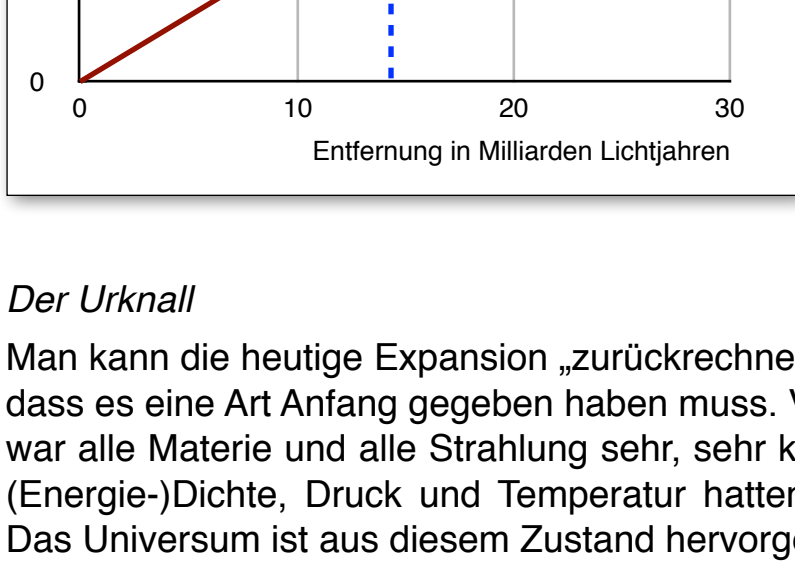 0
0 10 20 30
Entfernung in Milliarden Lichtjahren
Der Urknall
Man kann die heutige Expansion „zurückrechne
dass es eine Art Anfang gegeben haben muss.
war alle Materie und alle Strahlung sehr, sehr
(Energie-)Dichte, Druck und Temperatur hatten
Das Universum ist aus diesem Zustand hervorg